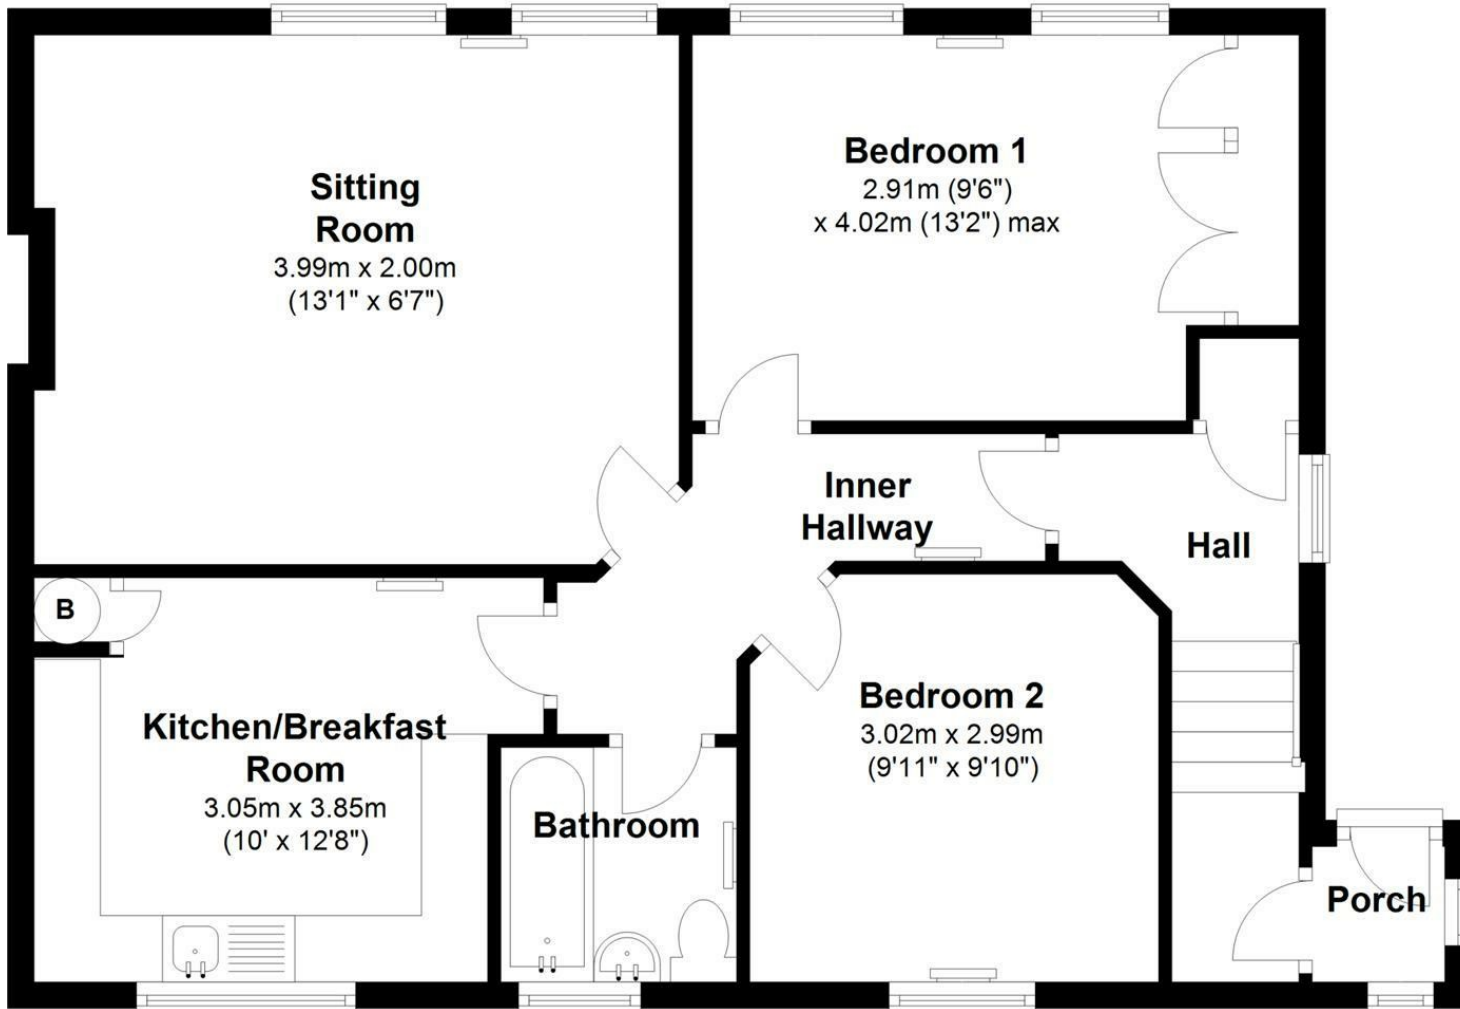 Sitting
Room
3.99m x 2.00m
(13'1" x 6'7")
Bedroom 1
2.91m (9'6")
x 4.02m (13'2") max
Inner
Hallway
Hall
B
Kitchen/Breakfast
Room
3.05m x 3.85m
(10' x 12'8")
Bathroom
Bedroom 2
3.02m x 2.99m
(9'11" x 9'10")
Porch